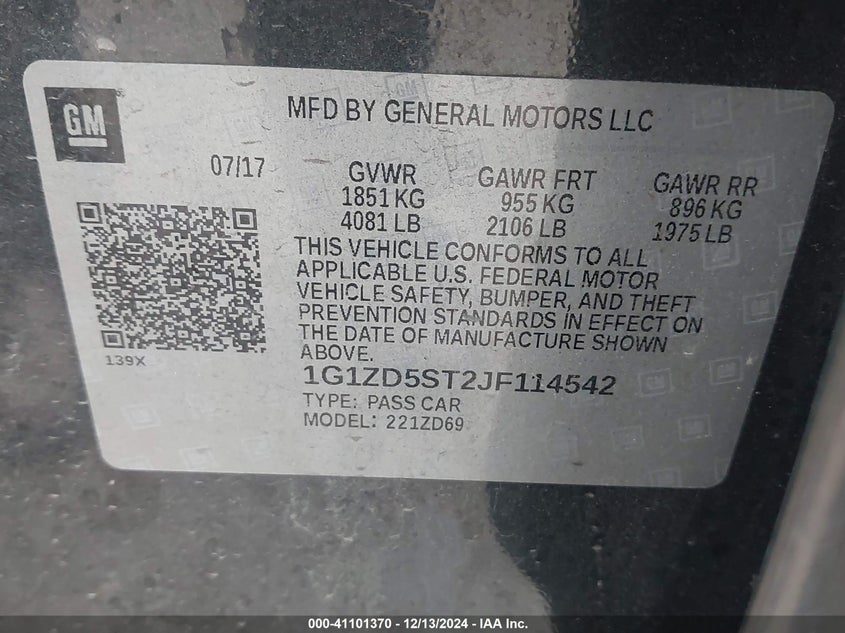 GM
MFD BY GENERAL MOTORS LLC
07/17
GVWR
1851 KG
4081 LB
GAWR FRT
955 KG
2106 LB
GAWR RR
896 KG
1975 LB
THIS VEHICLE CONFORMS TO ALL
APPLICABLE U.S. FEDERAL MOTOR
VEHICLE SAFETY, BUMPER, AND THEFT
PREVENTION STANDARDS IN EFFECT ON
THE DATE OF MANUFACTURE SHOWN
ABOVE.
139X
1G1ZD5ST2JF114542
TYPE: PASS CAR
MODEL: 221ZD69
000-41101370 - 12/13/2024 - IAA Inc.